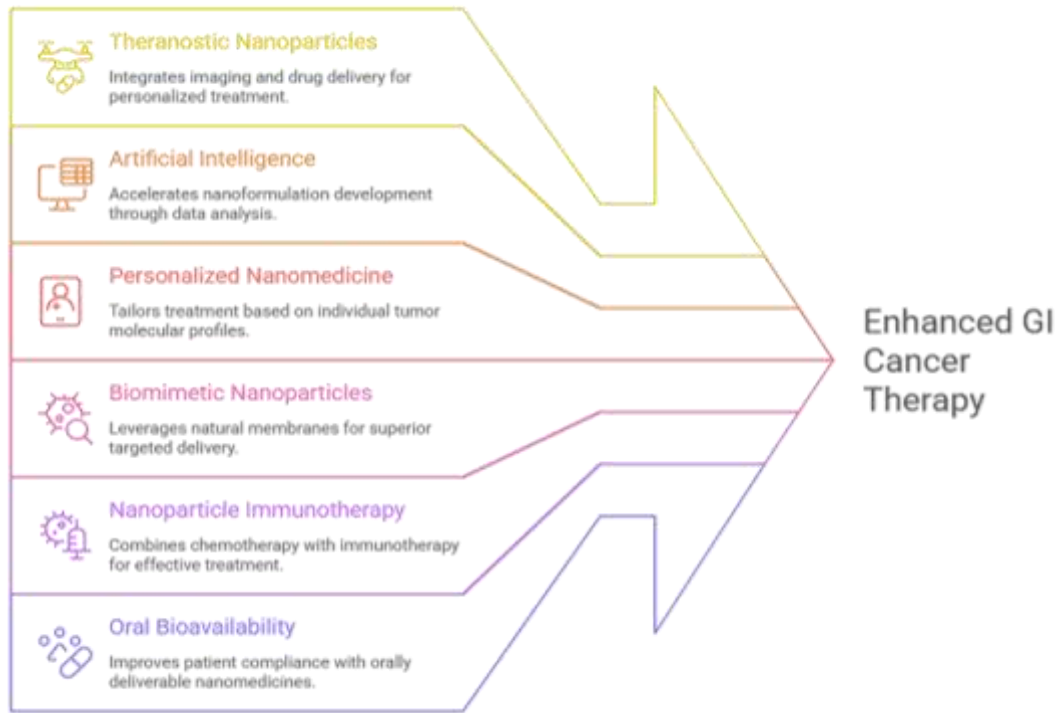 Theranostic Nanoparticles
Integrates imaging and drug delivery for
personalized treatment.
Artificial Intelligence
Accelerates nanoformulation development
through data analysis.
Personalized Nanomedicine
Tailors treatment based on individual tumor
molecular profiles.
Biomimetic Nanoparticles
Leverages natural membranes for superior
targeted delivery.
Nanoparticle Immunotherapy
Combines chemotherapy with immunotherapy
for effective treatment.
Oral Bioavailability
Improves patient compliance with orally
deliverable nanomedicines.
Enhanced GI
Cancer
Therapy